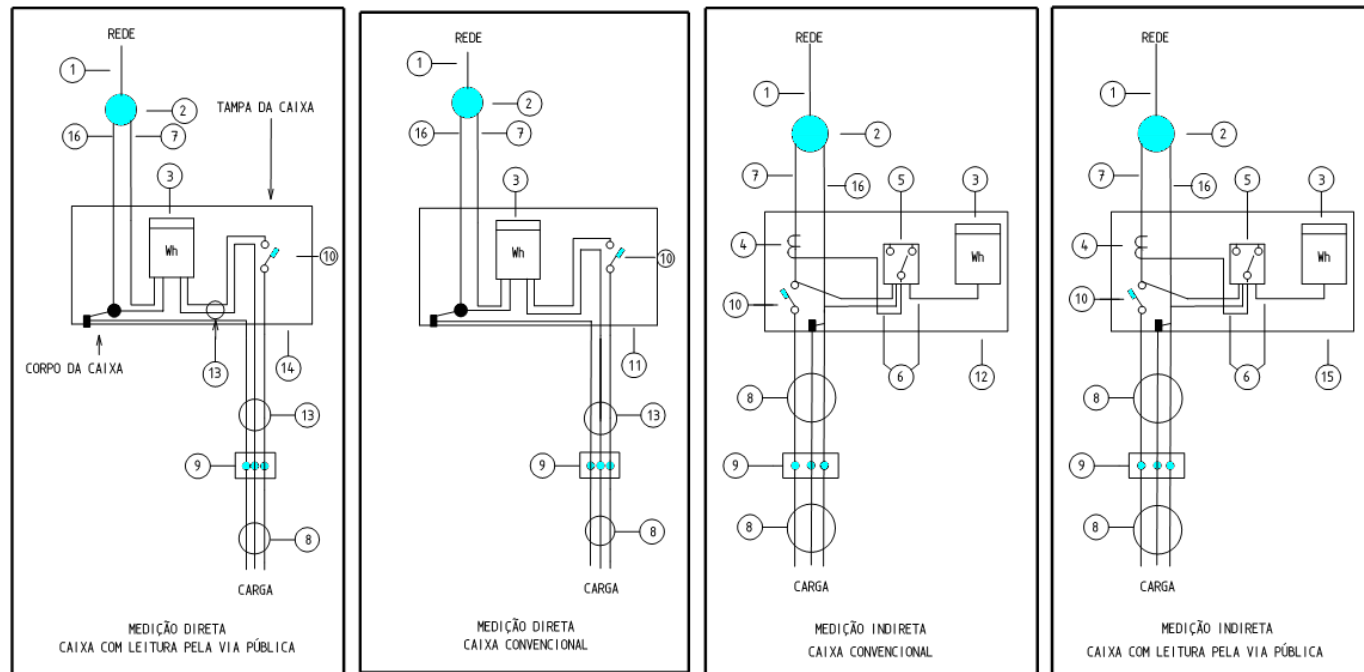 REDE
1
2
TAMPA DA CAIXA
16
7
3
Wh
10
CORPO DA CAIXA
13
14
13
9
8
CARGA
MEDIÇÃO DIRETA
CAIXA COM LEITURA PELA VIA PÚBLICA
REDE
1
2
16
7
3
Wh
10
11
13
9
8
CARGA
MEDIÇÃO DIRETA
CAIXA CONVENCIONAL
REDE
1
2
7
16
5
3
4
Wh
10
6
12
8
9
8
CARGA
MEDIÇÃO INDIRETA
CAIXA CONVENCIONAL
REDE
1
2
7
16
5
3
4
Wh
10
6
15
8
9
8
CARGA
MEDIÇÃO INDIRETA
CAIXA COM LEITURA PELA VIA PÚBLICA